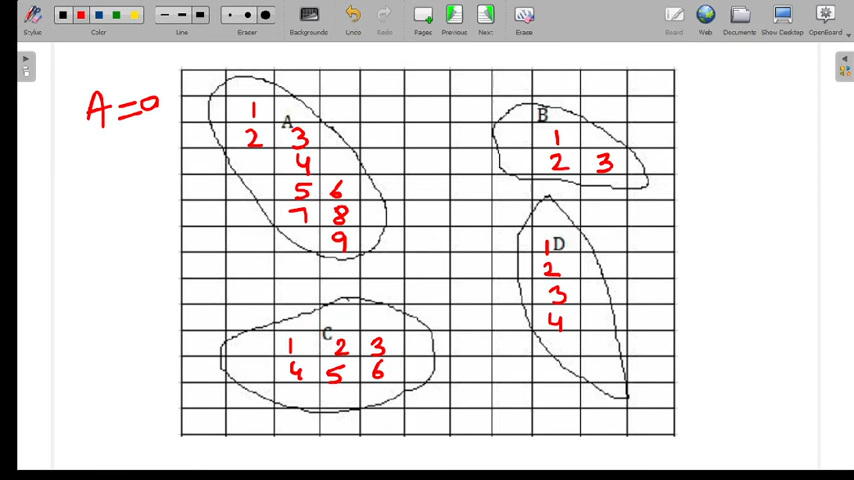 Stylus Color Line Eraser Backgrounds Undo Redo Pages Previous Next Erase Board Web Documents Show Desktop OpenBoard
A=0
1 A
2 3
4
5 6
7 8
9
B
1
2 3
1 D
2
3
4
C
1 2 3
4 5 6